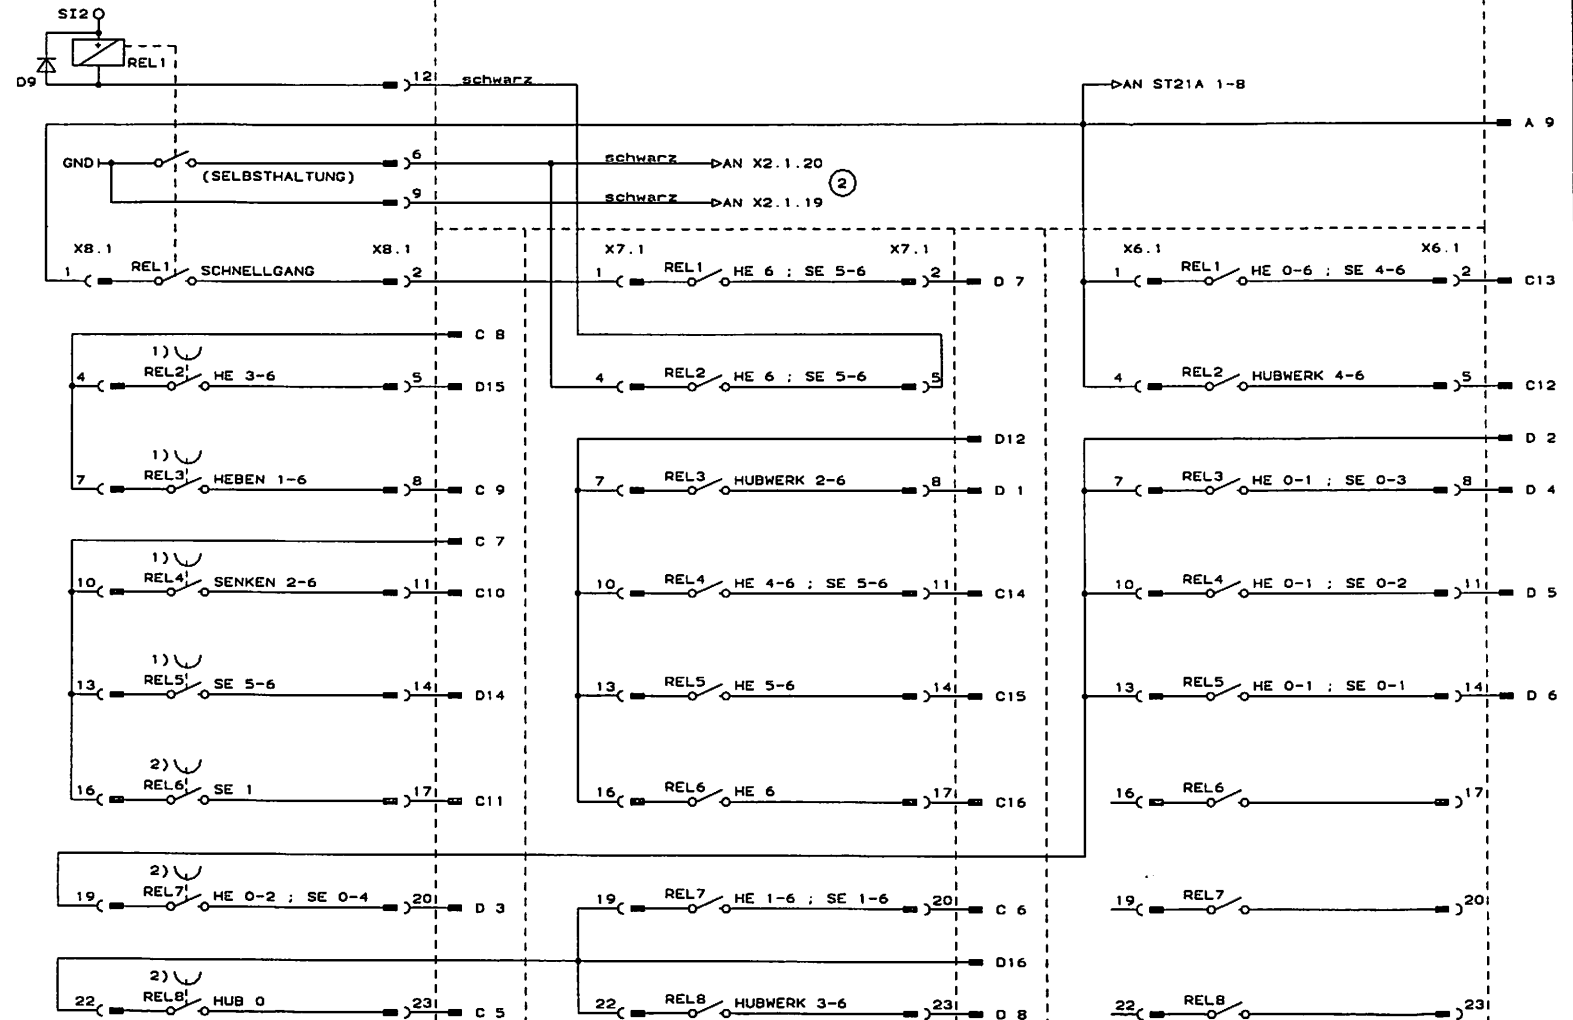 SI2
REL1
D9
12 schwarz
AN ST21A 1-8
A 9
GND
(SELBSTHALTUNG)
6 schwarz AN X2.1.20
2
9 schwarz AN X2.1.19
X8.1 X8.1 X7.1 X7.1 X6.1 X6.1
1 REL1 SCHNELLGANG 2 1 REL1 HE 6 ; SE 5-6 2 D 7 1 REL1 HE 0-6 ; SE 4-6 2 C13
C 8
1)
4 REL2 HE 3-6 5 D15 4 REL2 HE 6 ; SE 5-6 5 4 REL2 HUBWERK 4-6 5 C12
D12 D 2
1)
7 REL3 HEBEN 1-6 8 C 9 7 REL3 HUBWERK 2-6 8 D 1 7 REL3 HE 0-1 ; SE 0-3 8 D 4
C 7
1)
10 REL4 SENKEN 2-6 11 C10 10 REL4 HE 4-6 ; SE 5-6 11 C14 10 REL4 HE 0-1 ; SE 0-2 11 D 5
1)
13 REL5 SE 5-6 14 D14 13 REL5 HE 5-6 14 C15 13 REL5 HE 0-1 ; SE 0-1 14 D 6
2)
16 REL6 SE 1 17 C11 16 REL6 HE 6 17 C16 16 REL6 17
2)
19 REL7 HE 0-2 ; SE 0-4 20 D 3 19 REL7 HE 1-6 ; SE 1-6 20 C 6 19 REL7 20
D16
2)
22 REL8 HUB 0 23 C 5 22 REL8 HUBWERK 3-6 23 D 8 22 REL8 23